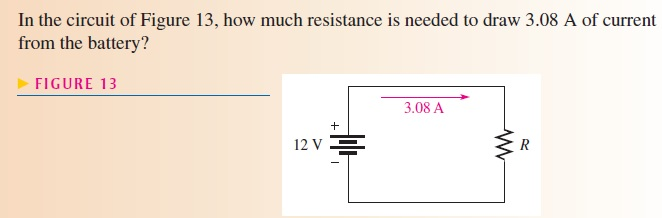 In the circuit of Figure 13, how much resistance is needed to draw 3.08 A of current
from the battery?
► FIGURE 13
3.08 A
+
12 V
–
R